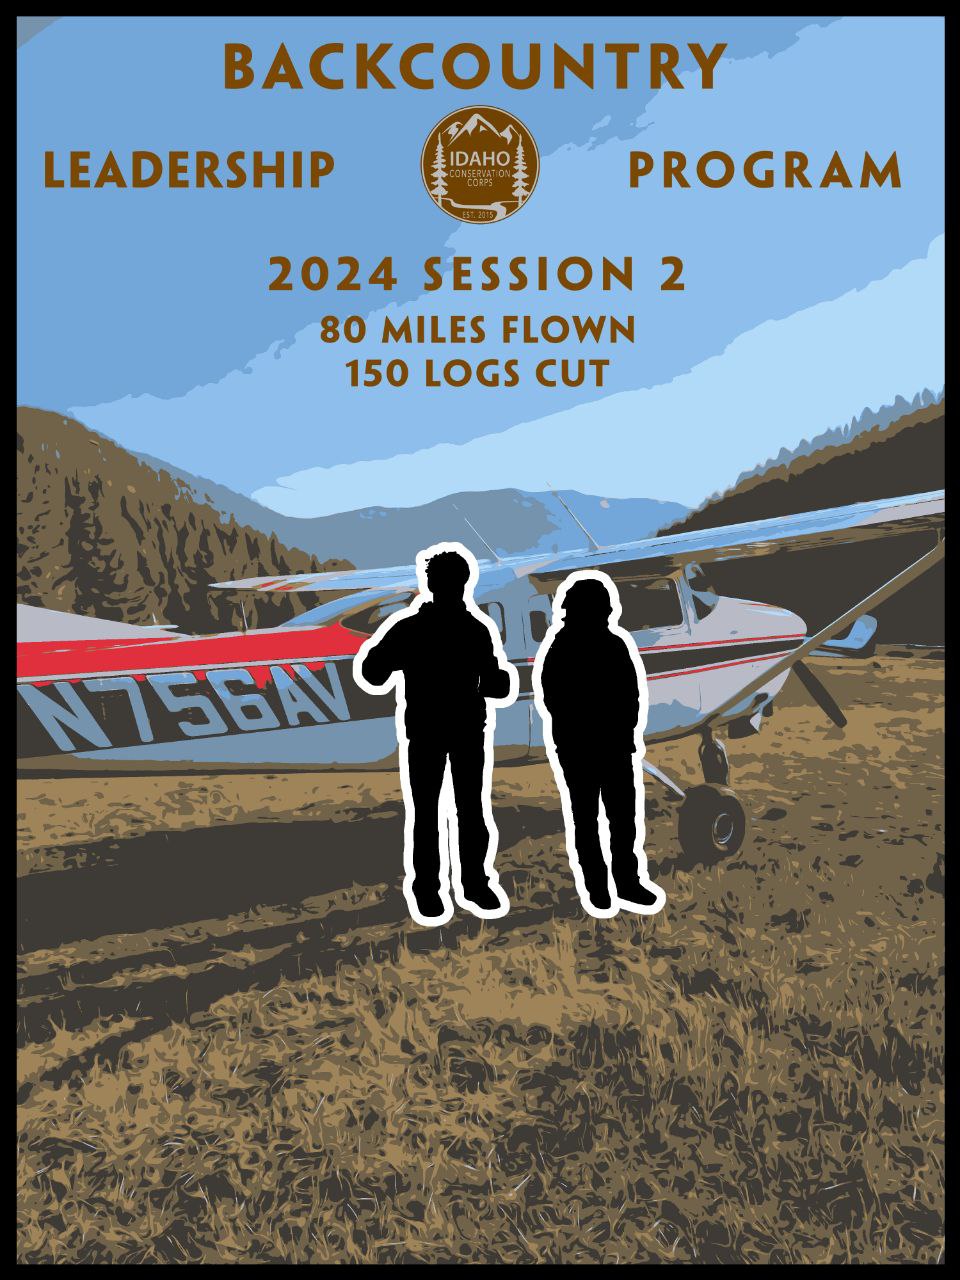 BACKCOUNTRY
LEADERSHIP
IDAHO
CONSERVATION
CORPS
EST. 2015
PROGRAM
2024 SESSION 2
80 MILES FLOWN
150 LOGS CUT
N756AV